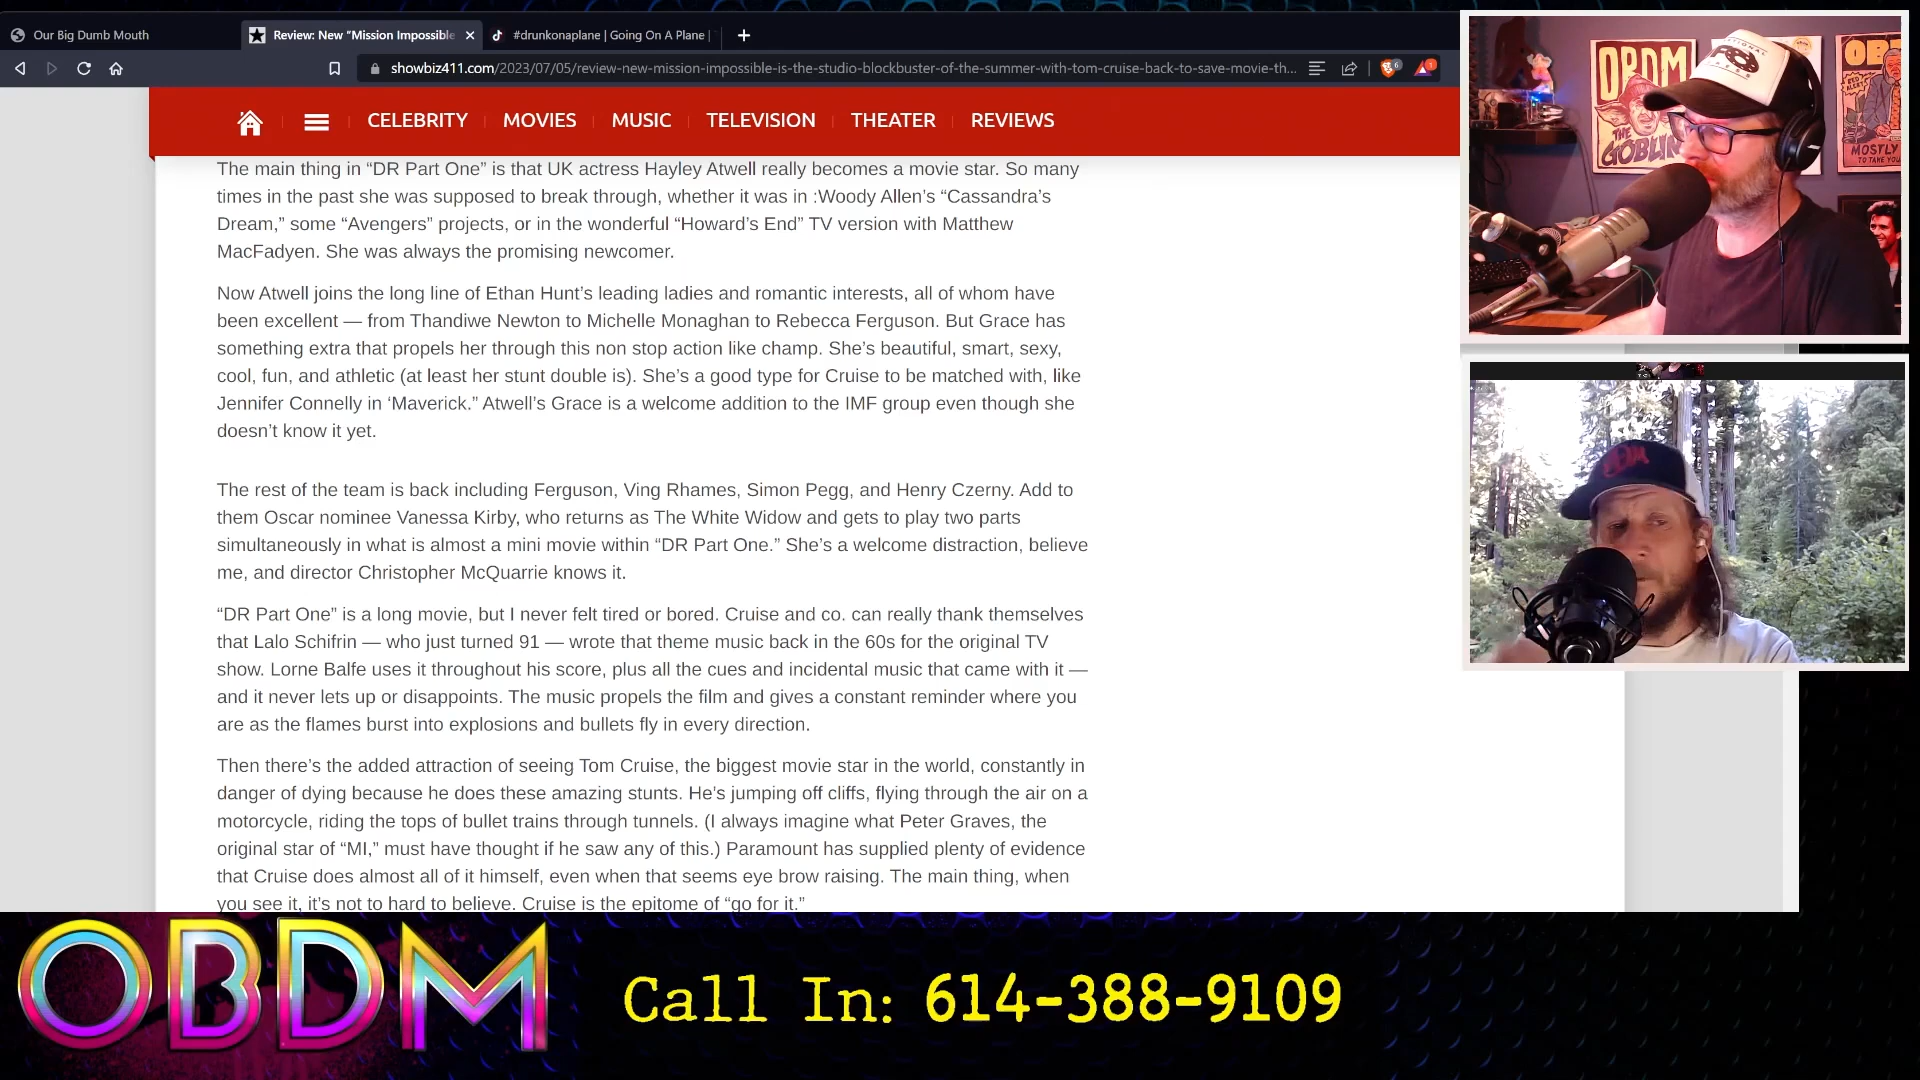 Our Big Dumb Mouth
Review: New “Mission Impossible
#drunkonaplane | Going On A Plane |
showbiz411.com/2023/07/05/review-new-mission-impossible-is-the-studio-blockbuster-of-the-summer-with-tom-cruise-back-to-save-movie-th...
CELEBRITY
MOVIES
MUSIC
TELEVISION
THEATER
REVIEWS
The main thing in “DR Part One” is that UK actress Hayley Atwell really becomes a movie star. So many
times in the past she was supposed to break through, whether it was in :Woody Allen’s “Cassandra’s
Dream,” some “Avengers” projects, or in the wonderful “Howard’s End” TV version with Matthew
MacFadyen. She was always the promising newcomer.
Now Atwell joins the long line of Ethan Hunt’s leading ladies and romantic interests, all of whom have
been excellent — from Thandiwe Newton to Michelle Monaghan to Rebecca Ferguson. But Grace has
something extra that propels her through this non stop action like champ. She’s beautiful, smart, sexy,
cool, fun, and athletic (at least her stunt double is). She’s a good type for Cruise to be matched with, like
Jennifer Connelly in ‘Maverick.” Atwell’s Grace is a welcome addition to the IMF group even though she
doesn’t know it yet.
The rest of the team is back including Ferguson, Ving Rhames, Simon Pegg, and Henry Czerny. Add to
them Oscar nominee Vanessa Kirby, who returns as The White Widow and gets to play two parts
simultaneously in what is almost a mini movie within “DR Part One.” She’s a welcome distraction, believe
me, and director Christopher McQuarrie knows it.
“DR Part One” is a long movie, but I never felt tired or bored. Cruise and co. can really thank themselves
that Lalo Schifrin — who just turned 91 — wrote that theme music back in the 60s for the original TV
show. Lorne Balfe uses it throughout his score, plus all the cues and incidental music that came with it —
and it never lets up or disappoints. The music propels the film and gives a constant reminder where you
are as the flames burst into explosions and bullets fly in every direction.
Then there’s the added attraction of seeing Tom Cruise, the biggest movie star in the world, constantly in
danger of dying because he does these amazing stunts. He’s jumping off cliffs, flying through the air on a
motorcycle, riding the tops of bullet trains through tunnels. (I always imagine what Peter Graves, the
original star of “MI,” must have thought if he saw any of this.) Paramount has supplied plenty of evidence
that Cruise does almost all of it himself, even when that seems eye brow raising. The main thing, when
you see it, it’s not to hard to believe. Cruise is the epitome of “go for it.”
OBDM
THE
GOBLIN
MOSTLY
OBDM
Call In: 614-388-9109